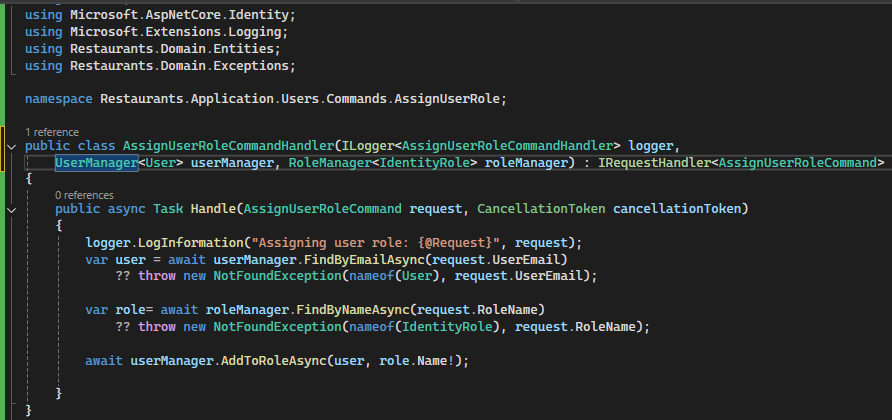 using Microsoft.AspNetCore.Identity;
using Microsoft.Extensions.Logging;
using Restaurants.Domain.Entities;
using Restaurants.Domain.Exceptions;

namespace Restaurants.Application.Users.Commands.AssignUserRole;

1 reference
public class AssignUserRoleCommandHandler(ILogger<AssignUserRoleCommandHandler> logger,
    UserManager<User> userManager, RoleManager<IdentityRole> roleManager) : IRequestHandler<AssignUserRoleCommand>
{
    0 references
    public async Task Handle(AssignUserRoleCommand request, CancellationToken cancellationToken)
    {
        logger.LogInformation("Assigning user role: {@Request}", request);
        var user = await userManager.FindByEmailAsync(request.UserEmail)
            ?? throw new NotFoundException(nameof(User), request.UserEmail);

        var role= await roleManager.FindByNameAsync(request.RoleName)
            ?? throw new NotFoundException(nameof(IdentityRole), request.RoleName);

        await userManager.AddToRoleAsync(user, role.Name!);

    }
}